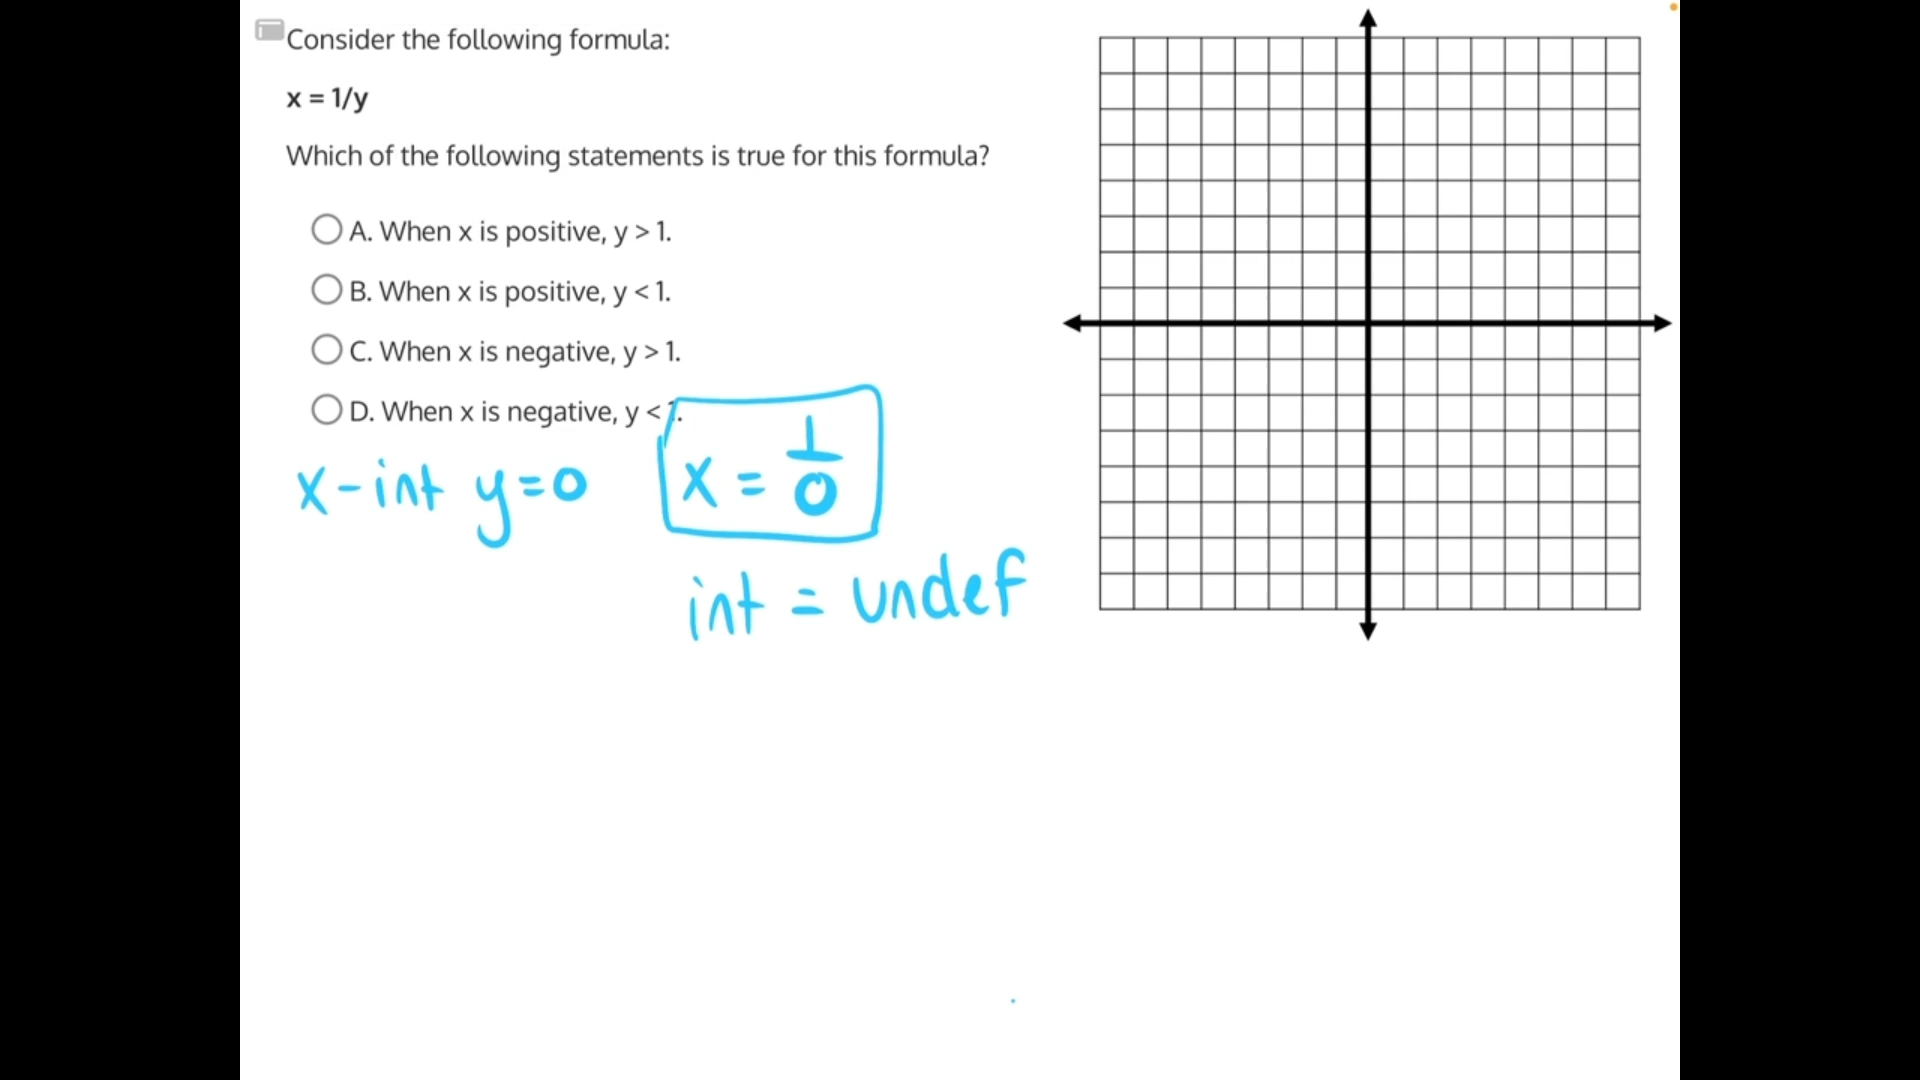 Consider the following formula:
x = 1/y
Which of the following statements is true for this formula?
A. When x is positive, y > 1.
B. When x is positive, y < 1.
C. When x is negative, y > 1.
D. When x is negative, y < 1.
x-int y=0 x = 1/0
int = undef